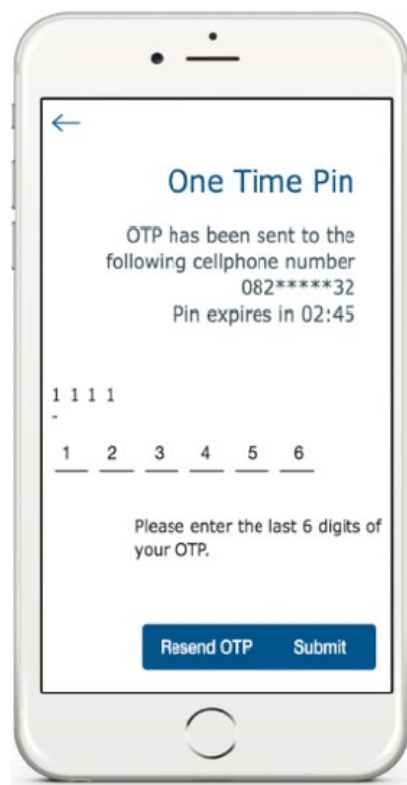 One Time Pin
OTP has been sent to the
following cellphone number
082*****32
Pin expires in 02:45
1 1 1 1
-
1 2 3 4 5 6
Please enter the last 6 digits of
your OTP.
Resend OTP Submit